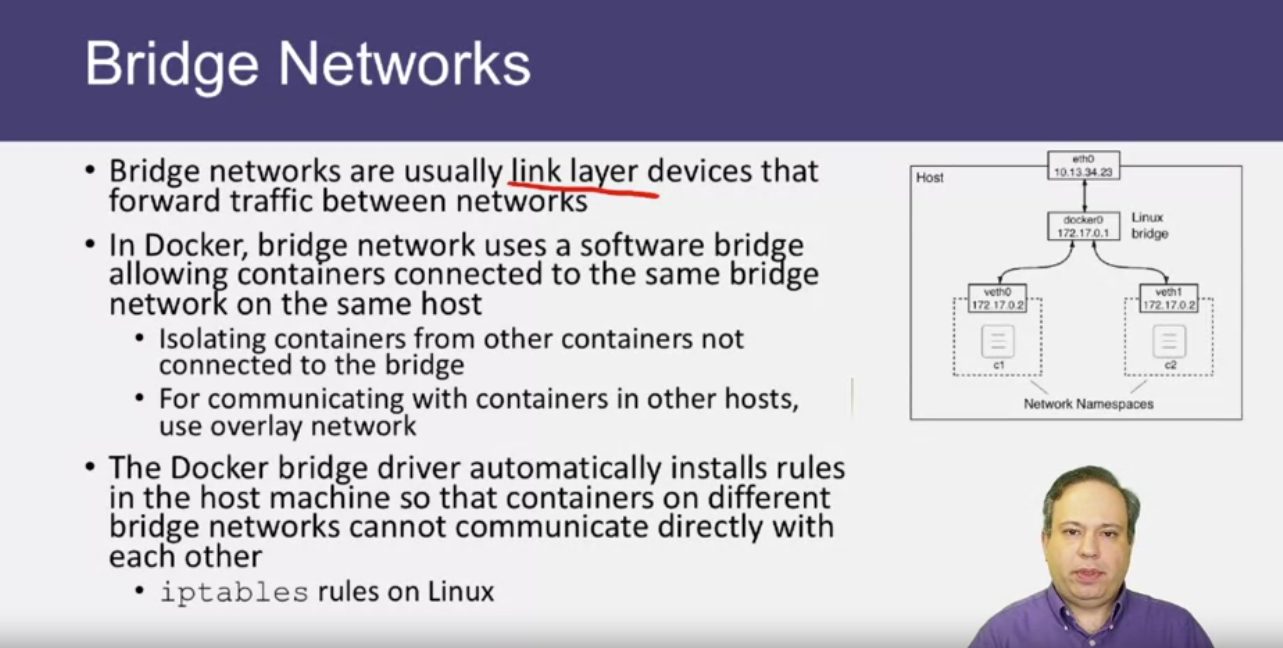 Bridge Networks
• Bridge networks are usually link layer devices that
forward traffic between networks
• In Docker, bridge network uses a software bridge
allowing containers connected to the same bridge
network on the same host
• Isolating containers from other containers not
connected to the bridge
• For communicating with containers in other hosts,
use overlay network
• The Docker bridge driver automatically installs rules
in the host machine so that containers on different
bridge networks cannot communicate directly with
each other
• iptables rules on Linux
Host
eth0
10.13.34.23
docker0
172.17.0.1
Linux
bridge
veth0
172.17.0.2
veth1
172.17.0.2
c1
c2
Network Namespaces